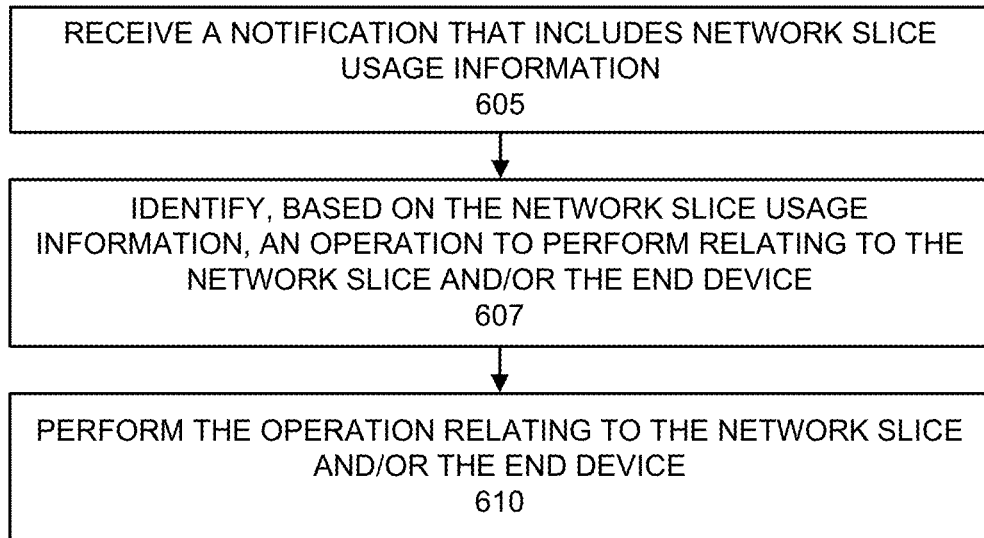 RECEIVE A NOTIFICATION THAT INCLUDES NETWORK SLICE
USAGE INFORMATION
605
IDENTIFY, BASED ON THE NETWORK SLICE USAGE
INFORMATION, AN OPERATION TO PERFORM RELATING TO THE
NETWORK SLICE AND/OR THE END DEVICE
607
PERFORM THE OPERATION RELATING TO THE NETWORK SLICE
AND/OR THE END DEVICE
610